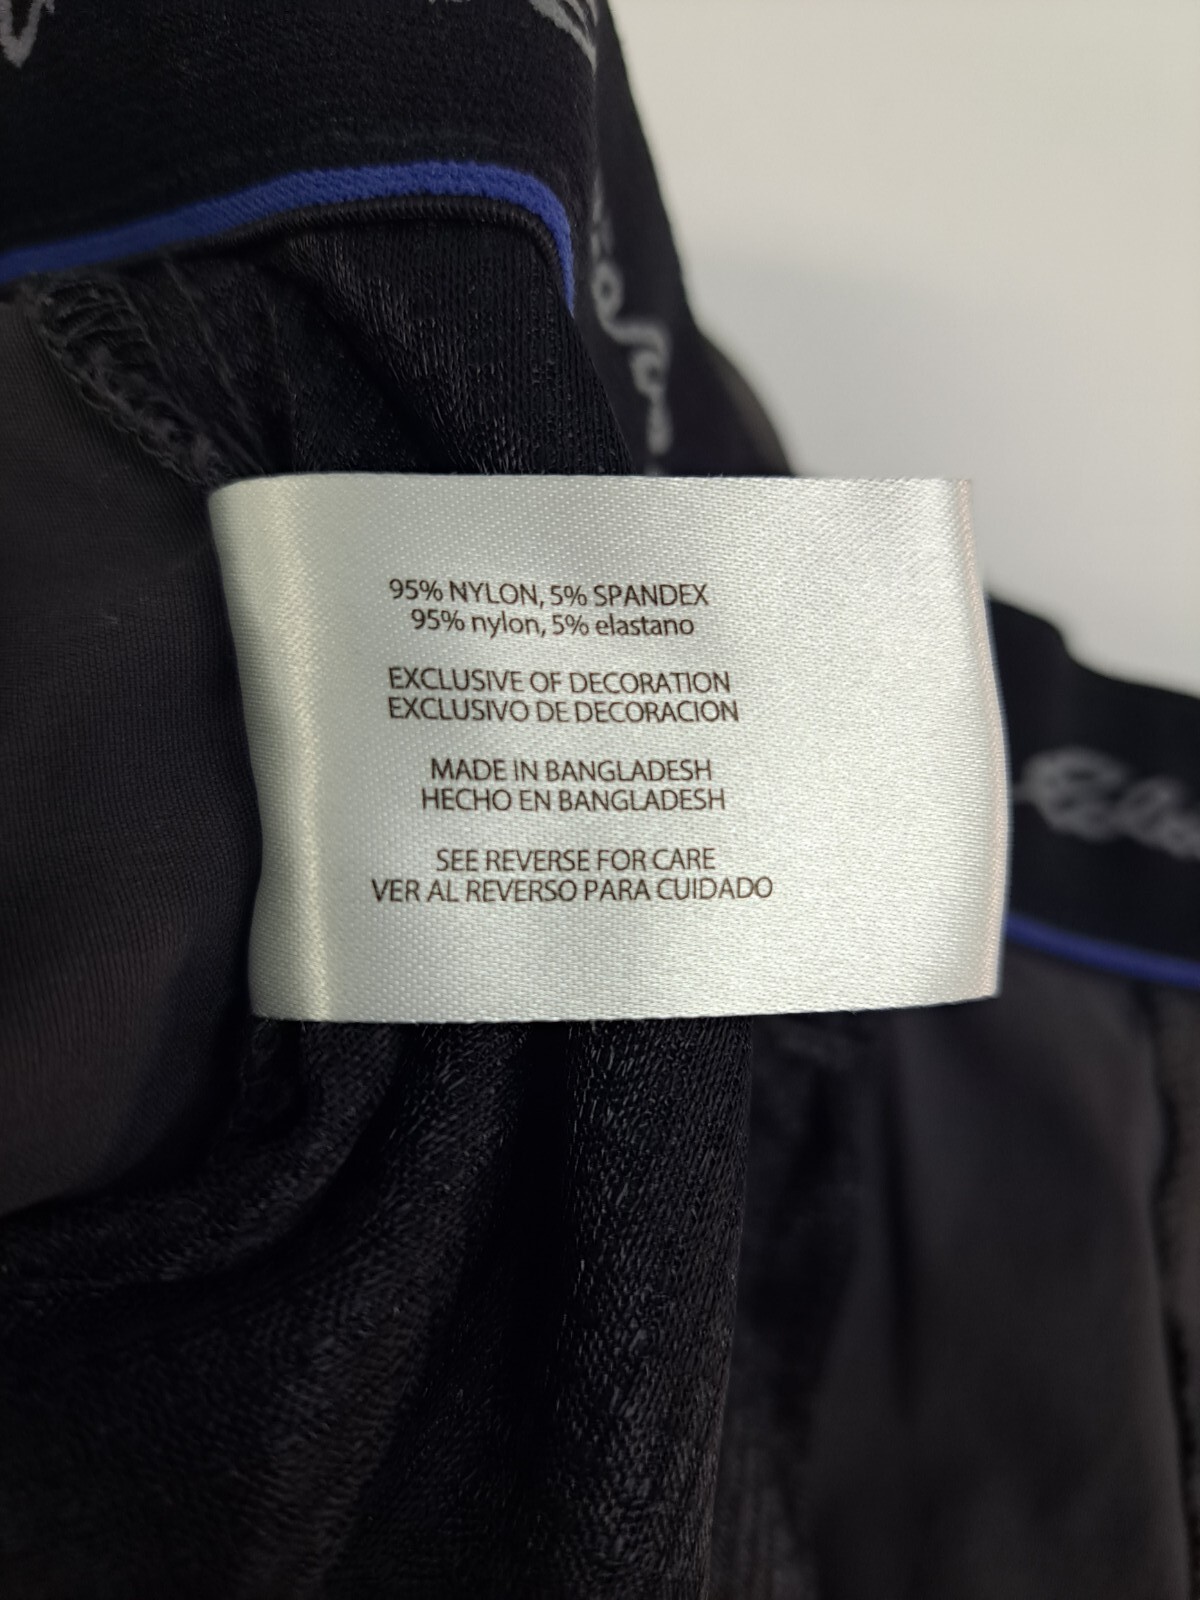 95% NYLON, 5% SPANDEX
95% nylon, 5% elastano
EXCLUSIVE OF DECORATION
EXCLUSIVO DE DECORACION
MADE IN BANGLADESH
HECHO EN BANGLADESH
SEE REVERSE FOR CARE
VER AL REVERSO PARA CUIDADO